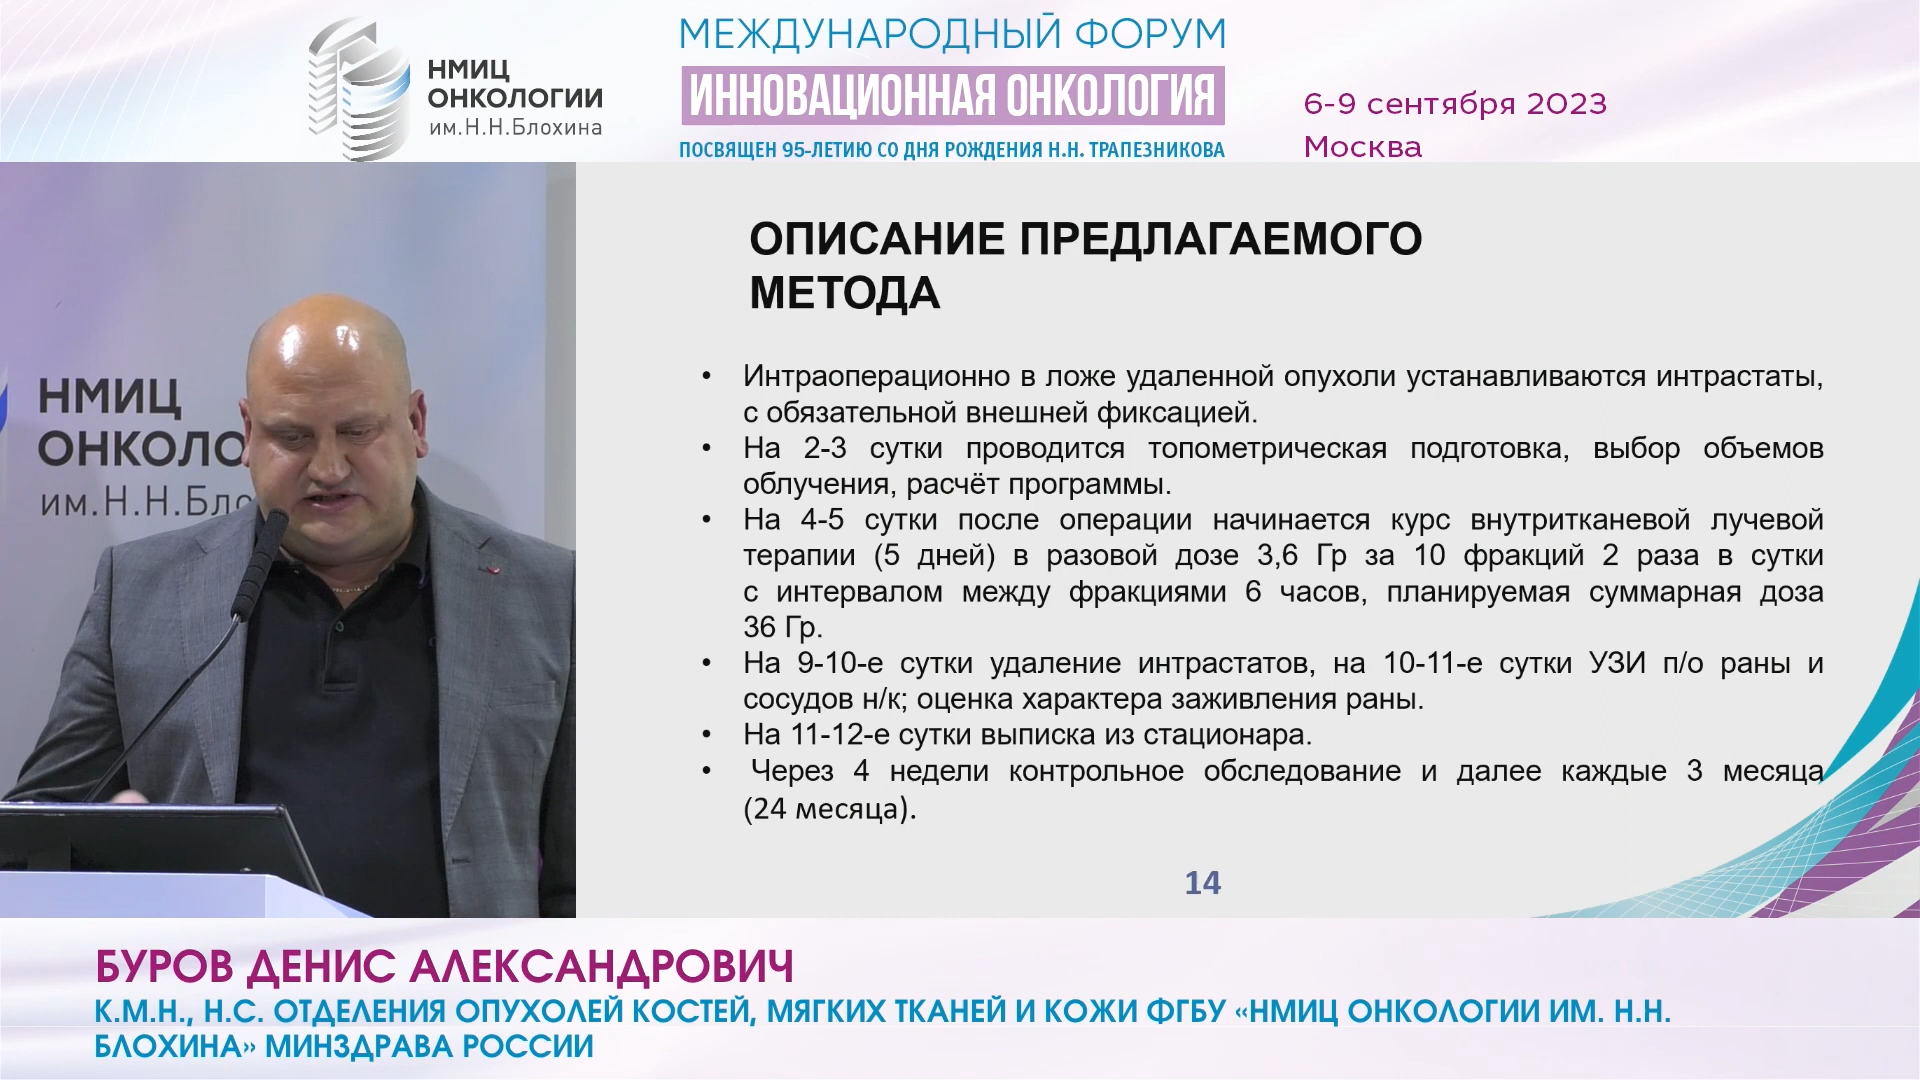 НМИЦ
ОНКОЛОГИИ
им.Н.Н.Блохина
МЕЖДУНАРОДНЫЙ ФОРУМ
ИННОВАЦИОННАЯ ОНКОЛОГИЯ
ПОСВЯЩЕН 95-ЛЕТИЮ СО ДНЯ РОЖДЕНИЯ Н.Н. ТРАПЕЗНИКОВА
6-9 сентября 2023
Москва
НМИЦ
ОНКОЛО
им.Н.Н.Бло
ОПИСАНИЕ ПРЕДЛАГАЕМОГО
МЕТОДА
• Интраоперационно в ложе удаленной опухоли устанавливаются интрастаты,
с обязательной внешней фиксацией.
• На 2-3 сутки проводится топометрическая подготовка, выбор объемов
облучения, расчёт программы.
• На 4-5 сутки после операции начинается курс внутритканевой лучевой
терапии (5 дней) в разовой дозе 3,6 Гр за 10 фракций 2 раза в сутки
с интервалом между фракциями 6 часов, планируемая суммарная доза
36 Гр.
• На 9-10-е сутки удаление интрастатов, на 10-11-е сутки УЗИ п/о раны и
сосудов н/к; оценка характера заживления раны.
• На 11-12-е сутки выписка из стационара.
• Через 4 недели контрольное обследование и далее каждые 3 месяца
(24 месяца).
14
БУРОВ ДЕНИС АЛЕКСАНДРОВИЧ
К.М.Н., Н.С. ОТДЕЛЕНИЯ ОПУХОЛЕЙ КОСТЕЙ, МЯГКИХ ТКАНЕЙ И КОЖИ ФГБУ «НМИЦ ОНКОЛОГИИ ИМ. Н.Н.
БЛОХИНА» МИНЗДРАВА РОССИИ